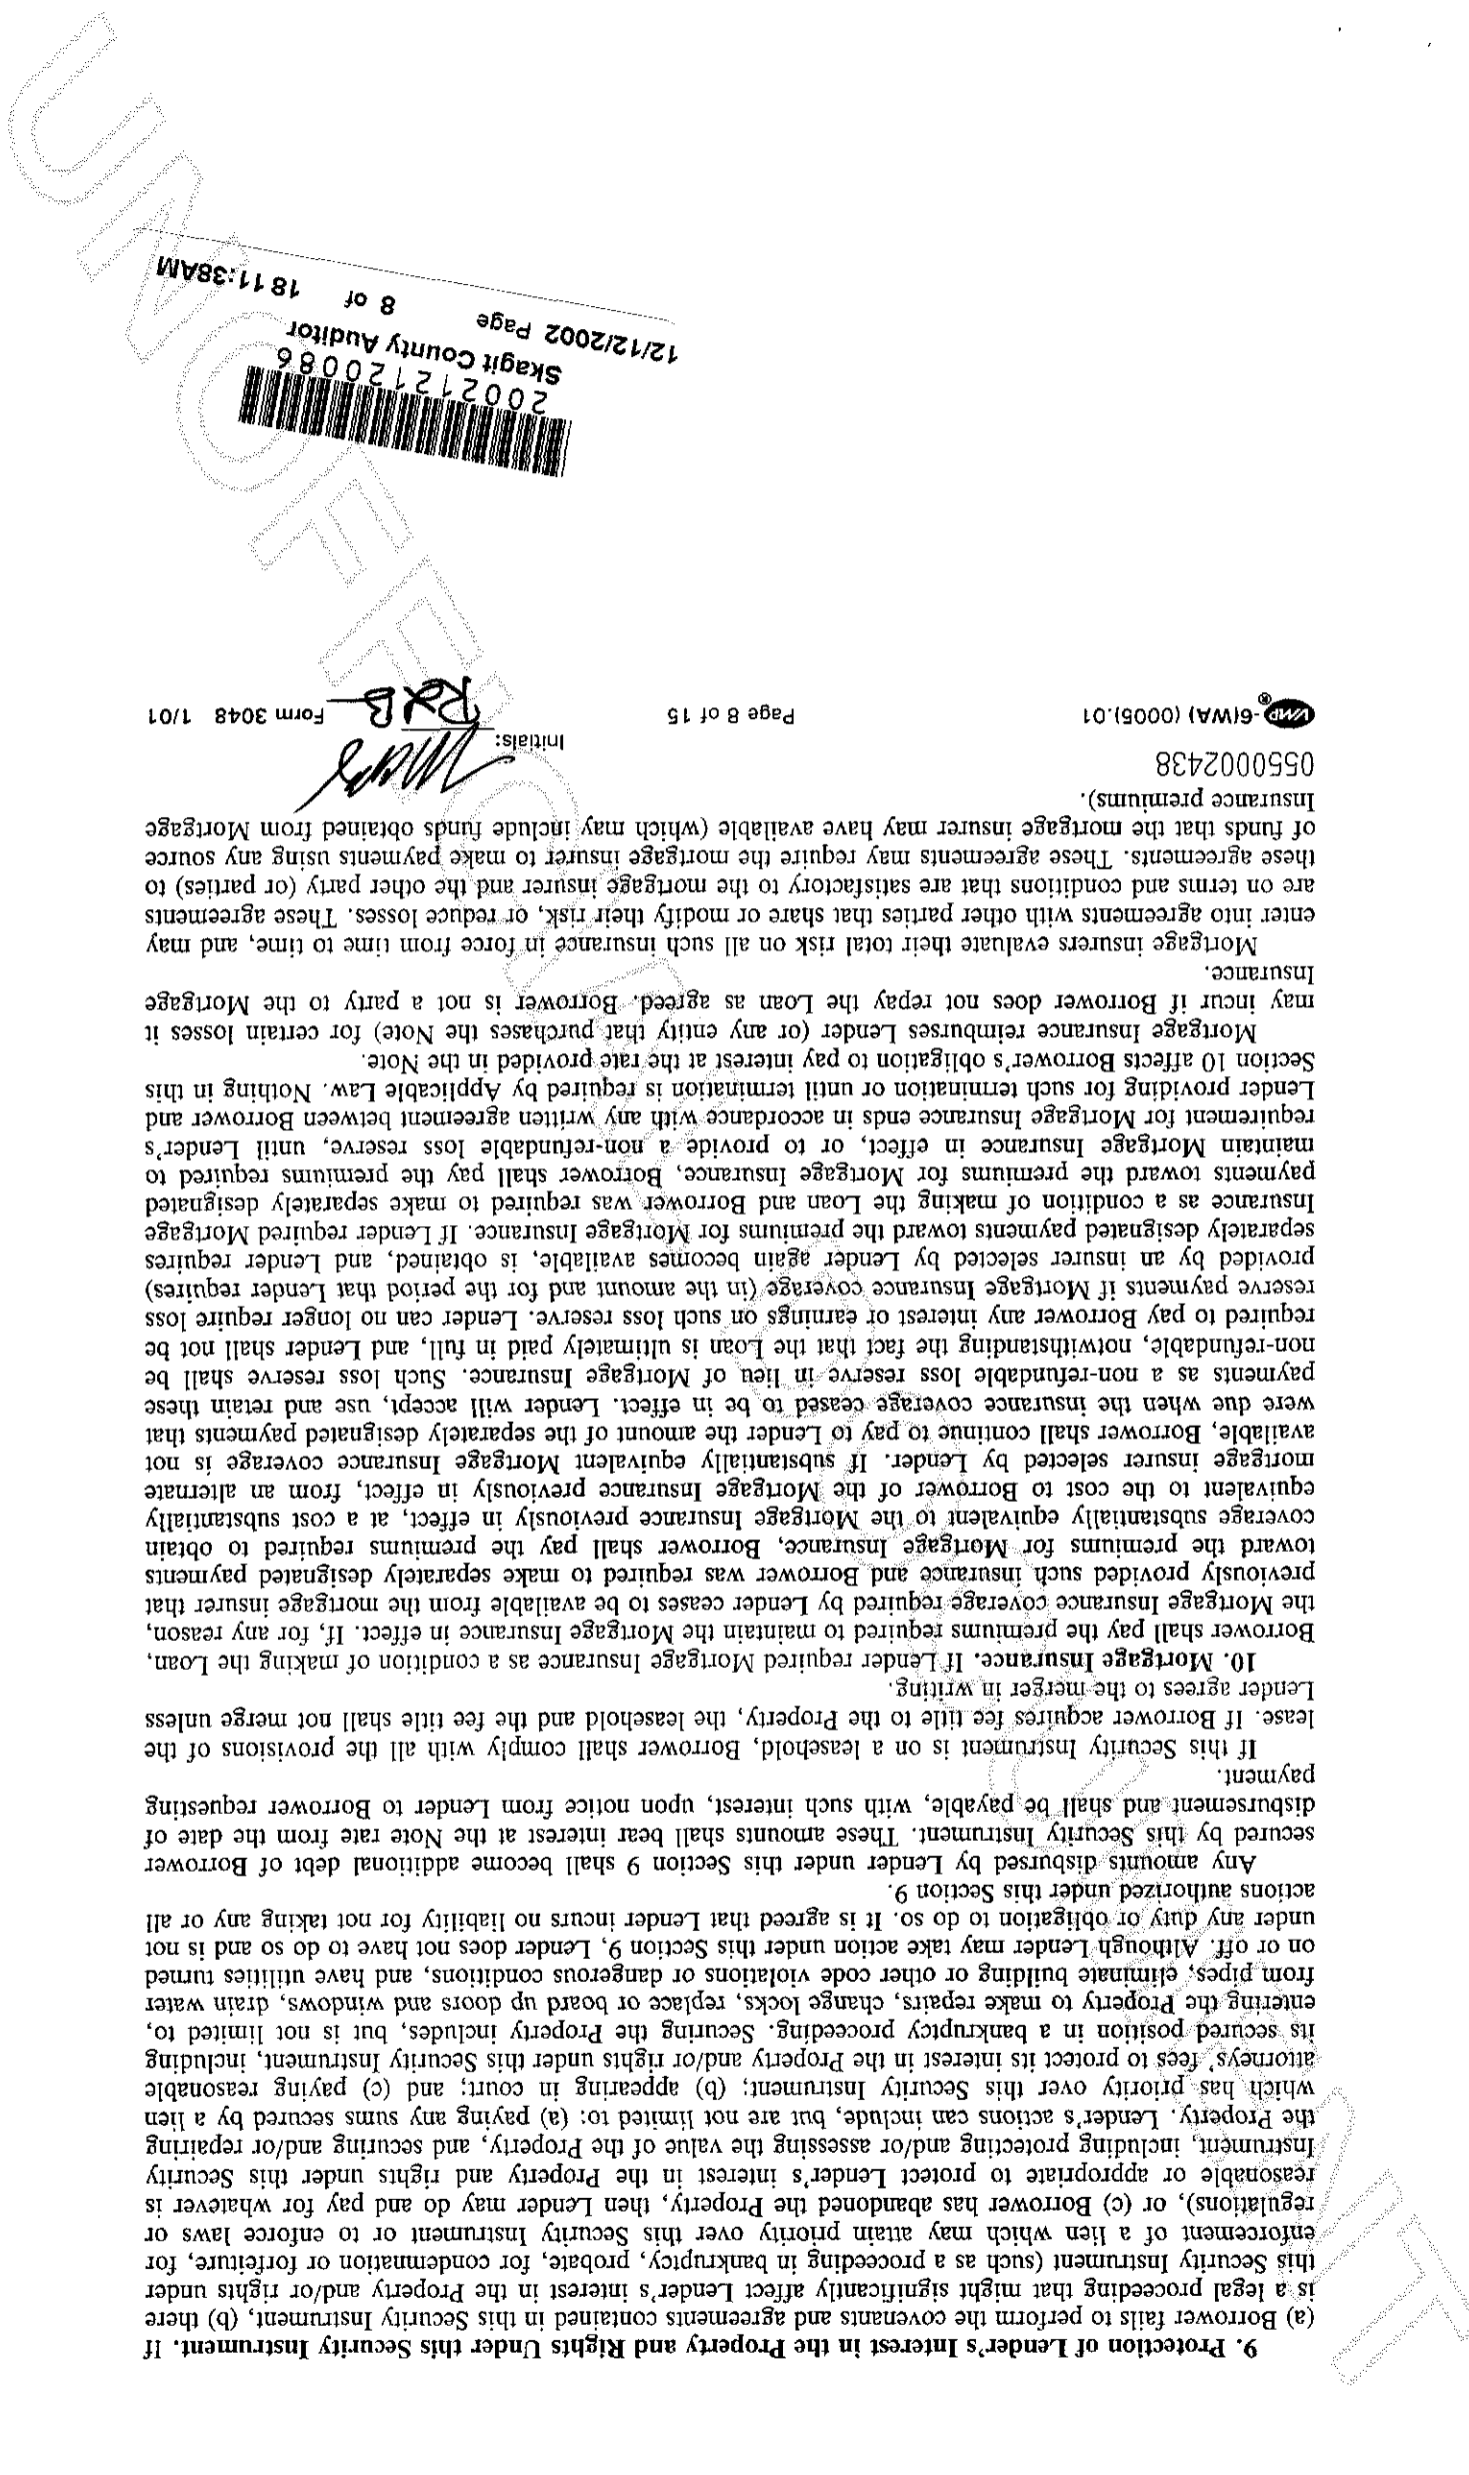 9. Protection of Lender's Interest in the Property and Rights Under this Security Instrument. If
(a) Borrower fails to perform the covenants and agreements contained in this Security Instrument, (b) there
is a legal proceeding that might significantly affect Lender's interest in the Property and/or rights under
this Security Instrument (such as a proceeding in bankruptcy, probate, for condemnation or forfeiture, for
enforcement of a lien which may attain priority over this Security Instrument or to enforce laws or
regulations), or (c) Borrower has abandoned the Property, then Lender may do and pay for whatever is
reasonable or appropriate to protect Lender's interest in the Property and rights under this Security
Instrument, including protecting and/or assessing the value of the Property, and securing and/or repairing
the Property. Lender's actions can include, but are not limited to: (a) paying any sums secured by a lien
which has priority over this Security Instrument; (b) appearing in court; and (c) paying reasonable
attorneys' fees to protect its interest in the Property and/or rights under this Security Instrument, including
its secured position in a bankruptcy proceeding. Securing the Property includes, but is not limited to,
entering the Property to make repairs, change locks, replace or board up doors and windows, drain water
from pipes, eliminate building or other code violations or dangerous conditions, and have utilities turned
on or off. Although Lender may take action under this Section 9, Lender does not have to do so and is not
under any duty or obligation to do so. It is agreed that Lender incurs no liability for not taking any or all
actions authorized under this Section 9.
Any amounts disbursed by Lender under this Section 9 shall become additional debt of Borrower
secured by this Security Instrument. These amounts shall bear interest at the Note rate from the date of
disbursement and shall be payable, with such interest, upon notice from Lender to Borrower requesting
payment.
If this Security Instrument is on a leasehold, Borrower shall comply with all the provisions of the
lease. If Borrower acquires fee title to the Property, the leasehold and the fee title shall not merge unless
Lender agrees to the merger in writing.
10. Mortgage Insurance. If Lender required Mortgage Insurance as a condition of making the Loan,
Borrower shall pay the premiums required to maintain the Mortgage Insurance in effect. If, for any reason,
the Mortgage Insurance coverage required by Lender ceases to be available from the mortgage insurer that
previously provided such insurance and Borrower was required to make separately designated payments
toward the premiums for Mortgage Insurance, Borrower shall pay the premiums required to obtain
coverage substantially equivalent to the Mortgage Insurance previously in effect, at a cost substantially
equivalent to the cost to Borrower of the Mortgage Insurance previously in effect, from an alternate
mortgage insurer selected by Lender. If substantially equivalent Mortgage Insurance coverage is not
available, Borrower shall continue to pay to Lender the amount of the separately designated payments that
were due when the insurance coverage ceased to be in effect. Lender will accept, use and retain these
payments as a non-refundable loss reserve in lieu of Mortgage Insurance. Such loss reserve shall be
non-refundable, notwithstanding the fact that the Loan is ultimately paid in full, and Lender shall not be
required to pay Borrower any interest or earnings on such loss reserve. Lender can no longer require loss
reserve payments if Mortgage Insurance coverage (in the amount and for the period that Lender requires)
provided by an insurer selected by Lender again becomes available, is obtained, and Lender requires
separately designated payments toward the premiums for Mortgage Insurance. If Lender required Mortgage
Insurance as a condition of making the Loan and Borrower was required to make separately designated
payments toward the premiums for Mortgage Insurance, Borrower shall pay the premiums required to
maintain Mortgage Insurance in effect, or to provide a non-refundable loss reserve, until Lender's
requirement for Mortgage Insurance ends in accordance with any written agreement between Borrower and
Lender providing for such termination or until termination is required by Applicable Law. Nothing in this
Section 10 affects Borrower's obligation to pay interest at the rate provided in the Note.
Mortgage Insurance reimburses Lender (or any entity that purchases the Note) for certain losses it
may incur if Borrower does not repay the Loan as agreed. Borrower is not a party to the Mortgage
Insurance.
Mortgage insurers evaluate their total risk on all such insurance in force from time to time, and may
enter into agreements with other parties that share or modify their risk, or reduce losses. These agreements
are on terms and conditions that are satisfactory to the mortgage insurer and the other party (or parties) to
these agreements. These agreements may require the mortgage insurer to make payments using any source
of funds that the mortgage insurer may have available (which may include funds obtained from Mortgage
Insurance premiums).
0550002438
Initials:
VMP®-6(WA) (0005).01 Page 8 of 15 Form 3048 1/01
200212120086
Skagit County Auditor
12/12/2002 Page 8 of 18 11:38AM
UNOFFICIAL DOCUMENT